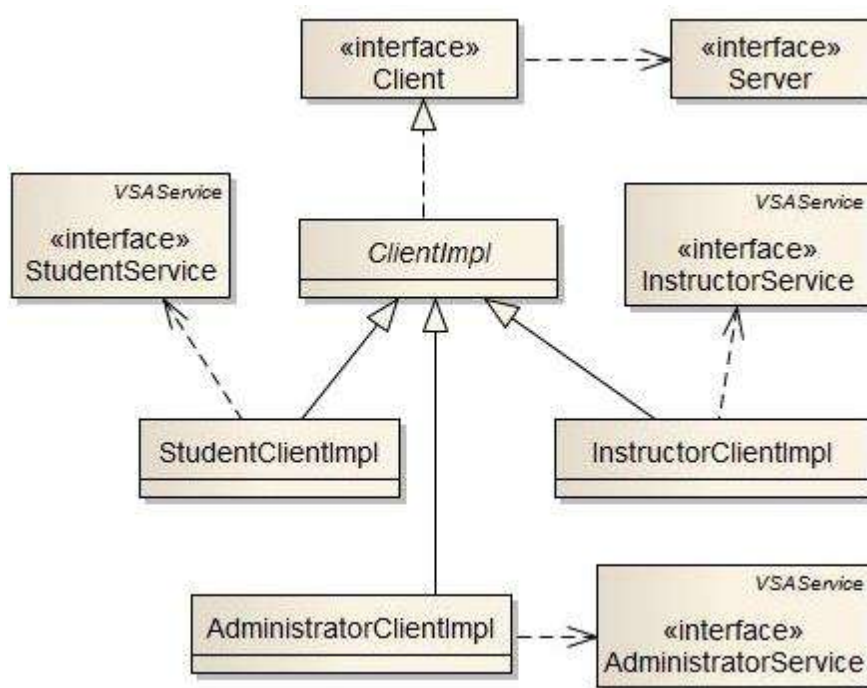 «interface»
Client
«interface»
Server
VSAService
«interface»
StudentService
ClientImpl
VSAService
«interface»
InstructorService
StudentClientImpl
InstructorClientImpl
AdministratorClientImpl
VSAService
«interface»
AdministratorService